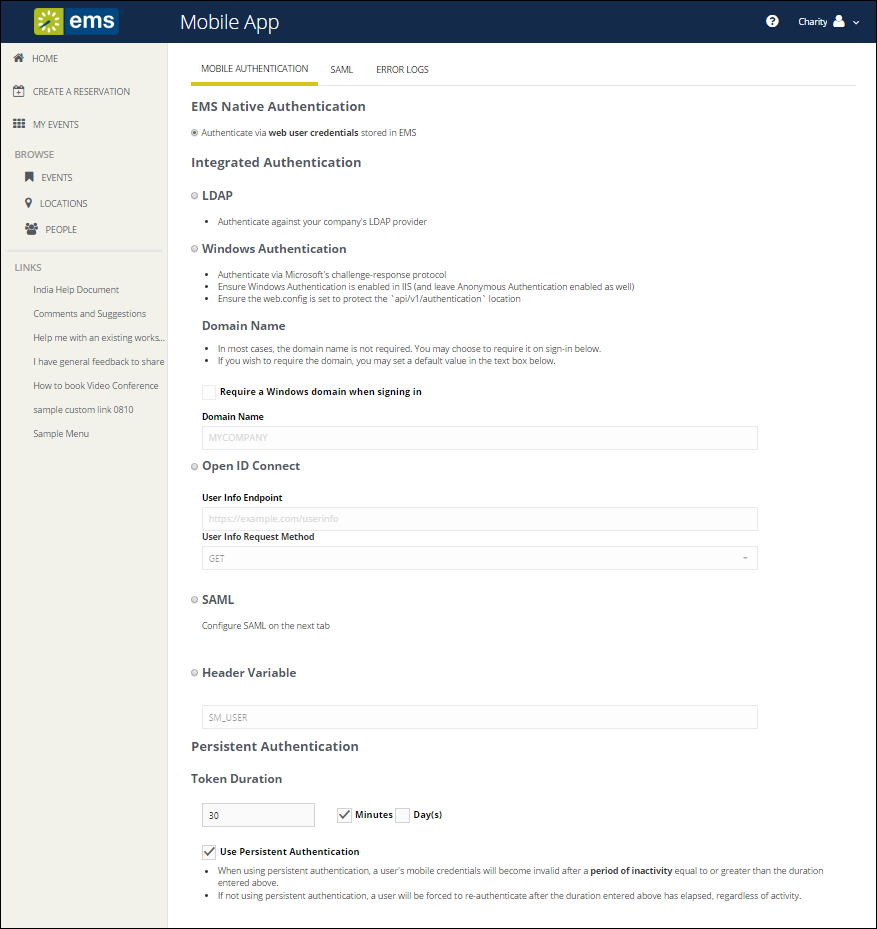 ems
Mobile App
Charity
HOME
CREATE A RESERVATION
MY EVENTS
BROWSE
EVENTS
LOCATIONS
PEOPLE
LINKS
India Help Document
Comments and Suggestions
Help me with an existing works...
I have general feedback to share
How to book Video Conference
sample custom link 0810
Sample Menu
MOBILE AUTHENTICATION SAML ERROR LOGS
EMS Native Authentication
Authenticate via web user credentials stored in EMS
Integrated Authentication
LDAP
• Authenticate against your company's LDAP provider
Windows Authentication
• Authenticate via Microsoft's challenge-response protocol
• Ensure Windows Authentication is enabled in IIS (and leave Anonymous Authentication enabled as well)
• Ensure the web.config is set to protect the `api/v1/authentication` location
Domain Name
• In most cases, the domain name is not required. You may choose to require it on sign-in below.
• If you wish to require the domain, you may set a default value in the text box below.
Require a Windows domain when signing in
Domain Name
MYCOMPANY
Open ID Connect
User Info Endpoint
https://example.com/userinfo
User Info Request Method
GET
SAML
Configure SAML on the next tab
Header Variable
SM_USER
Persistent Authentication
Token Duration
30 Minutes Day(s)
Use Persistent Authentication
• When using persistent authentication, a user's mobile credentials will become invalid after a period of inactivity equal to or greater than the duration
entered above.
• If not using persistent authentication, a user will be forced to re-authenticate after the duration entered above has elapsed, regardless of activity.